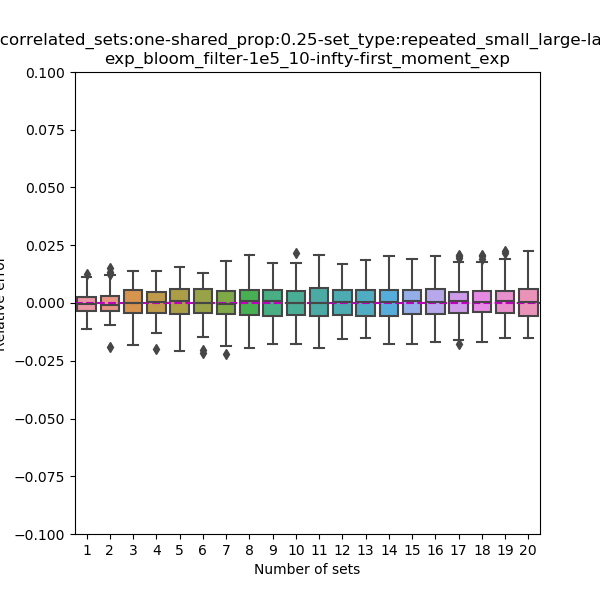 correlated_sets:one-shared_prop:0.25-set_type:repeated_small_large-la
exp_bloom_filter-1e5_10-infty-first_moment_exp
0.100
0.075
0.050
0.025
0.000
−0.025
−0.050
−0.075
−0.100
1 2 3 4 5 6 7 8 9 10 11 12 13 14 15 16 17 18 19 20
Number of sets